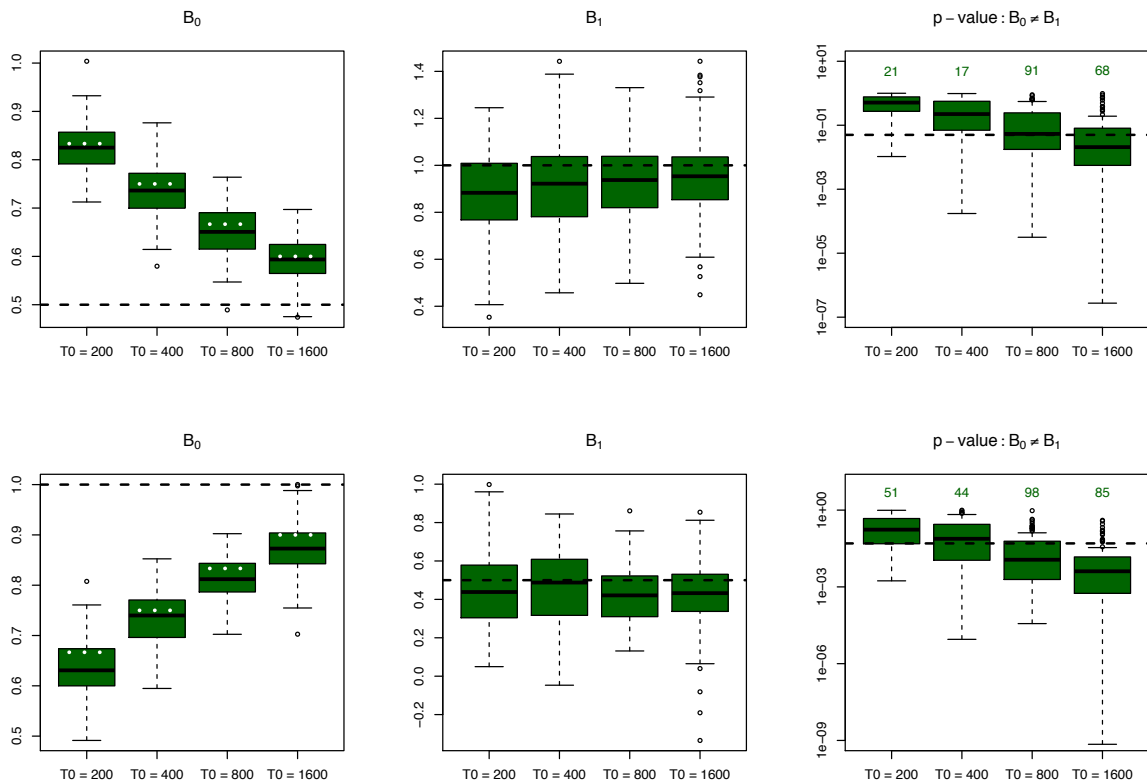 B₀
0.5 0.6 0.7 0.8 0.9 1.0
T0 = 200 T0 = 400 T0 = 800 T0 = 1600
B₁
0.4 0.6 0.8 1.0 1.2 1.4
T0 = 200 T0 = 400 T0 = 800 T0 = 1600
p − value : B₀ ≠ B₁
1e−07 1e−05 1e−03 1e−01 1e+01
21 17 91 68
T0 = 200 T0 = 400 T0 = 800 T0 = 1600
B₀
0.5 0.6 0.7 0.8 0.9 1.0
T0 = 200 T0 = 400 T0 = 800 T0 = 1600
B₁
−0.2 0.0 0.2 0.4 0.6 0.8 1.0
T0 = 200 T0 = 400 T0 = 800 T0 = 1600
p − value : B₀ ≠ B₁
1e−09 1e−06 1e−03 1e+00
51 44 98 85
T0 = 200 T0 = 400 T0 = 800 T0 = 1600